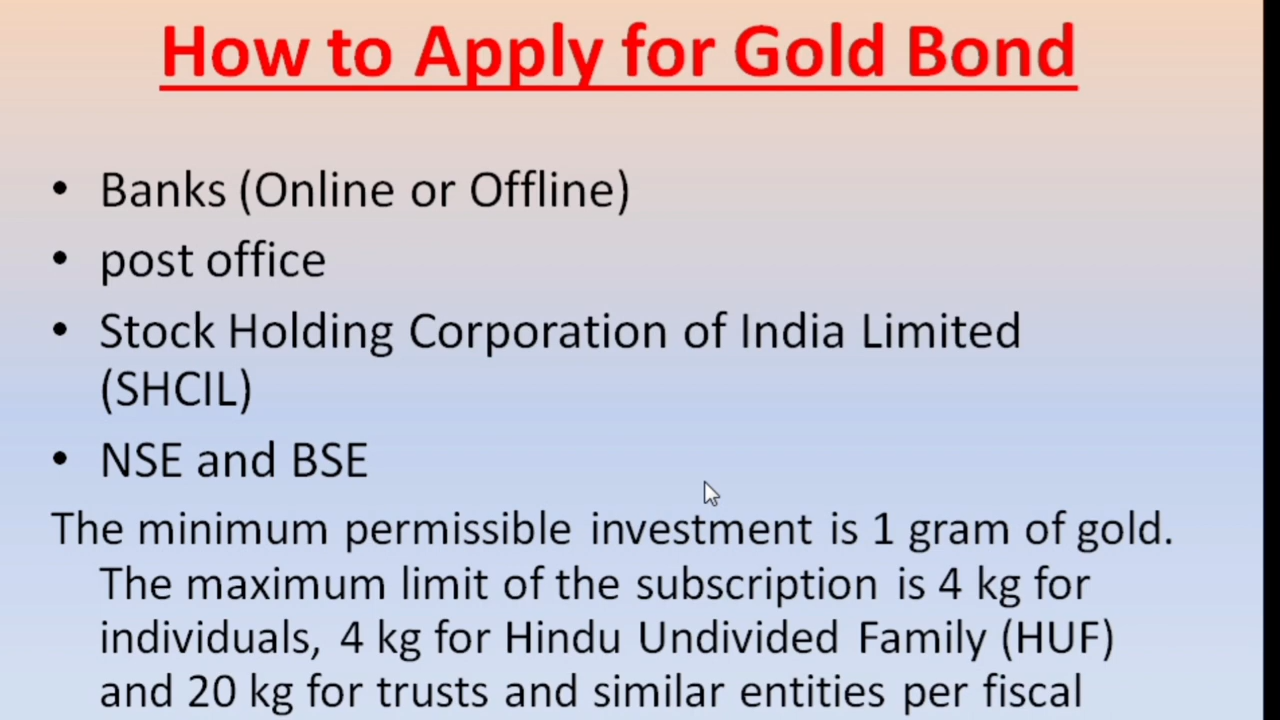 How to Apply for Gold Bond
• Banks (Online or Offline)
• post office
• Stock Holding Corporation of India Limited
(SHCIL)
• NSE and BSE
The minimum permissible investment is 1 gram of gold.
The maximum limit of the subscription is 4 kg for
individuals, 4 kg for Hindu Undivided Family (HUF)
and 20 kg for trusts and similar entities per fiscal